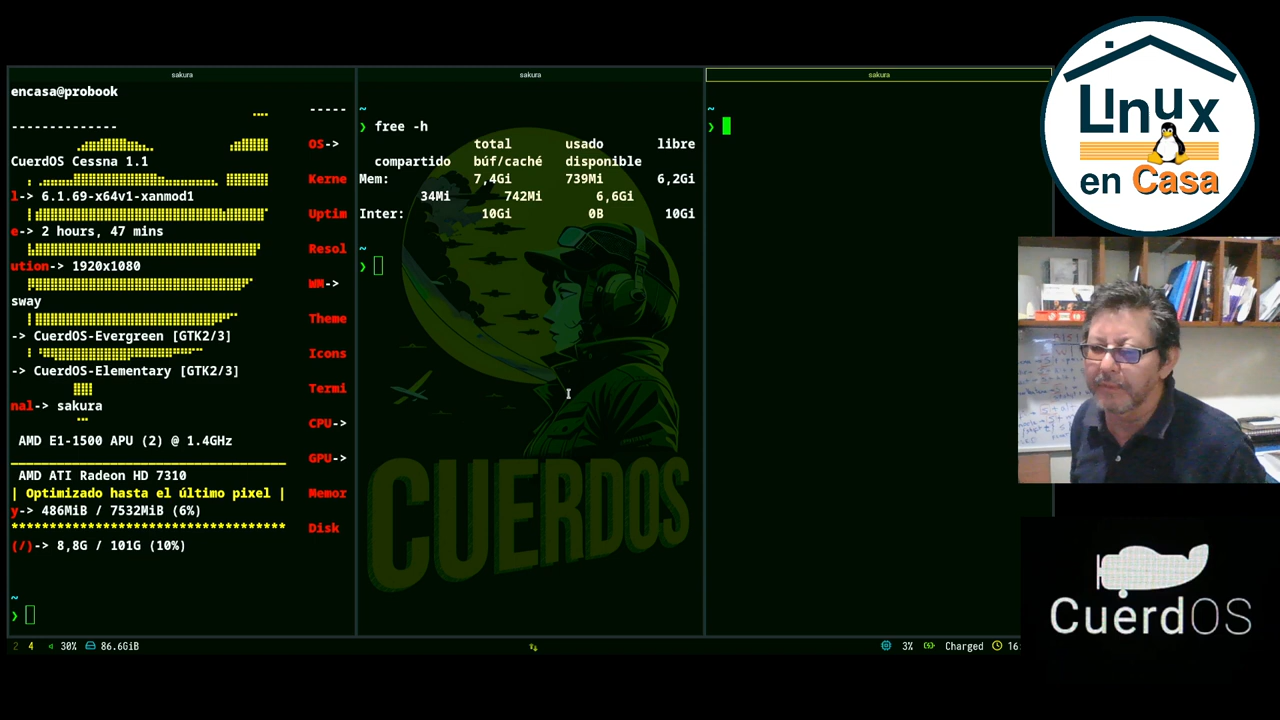 sakura
encasa@probook
-----
--------------
OS->
CuerdOS Cessna 1.1
Kerne
l-> 6.1.69-x64v1-xanmod1
Uptim
e-> 2 hours, 47 mins
Resol
ution-> 1920x1080
WM->
sway
Theme
-> CuerdOS-Evergreen [GTK2/3]
Icons
-> CuerdOS-Elementary [GTK2/3]
Termi
nal-> sakura
CPU->
AMD E1-1500 APU (2) @ 1.4GHz
GPU->
AMD ATI Radeon HD 7310
| Optimizado hasta el último pixel |
Memor
y-> 486MiB / 7532MiB (6%)
***********************************
Disk
(/)-> 8,8G / 101G (10%)
~
❯
sakura
~
❯ free -h
total usado libre
compartido búf/caché disponible
Mem: 7,4Gi 739Mi 6,2Gi
34Mi 742Mi 6,6Gi
Inter: 10Gi 0B 10Gi
~
❯
CUERDOS
sakura
~
❯
2 4 30% 86.6GiB
3% Charged 16:
Linux
en Casa
CuerdOS